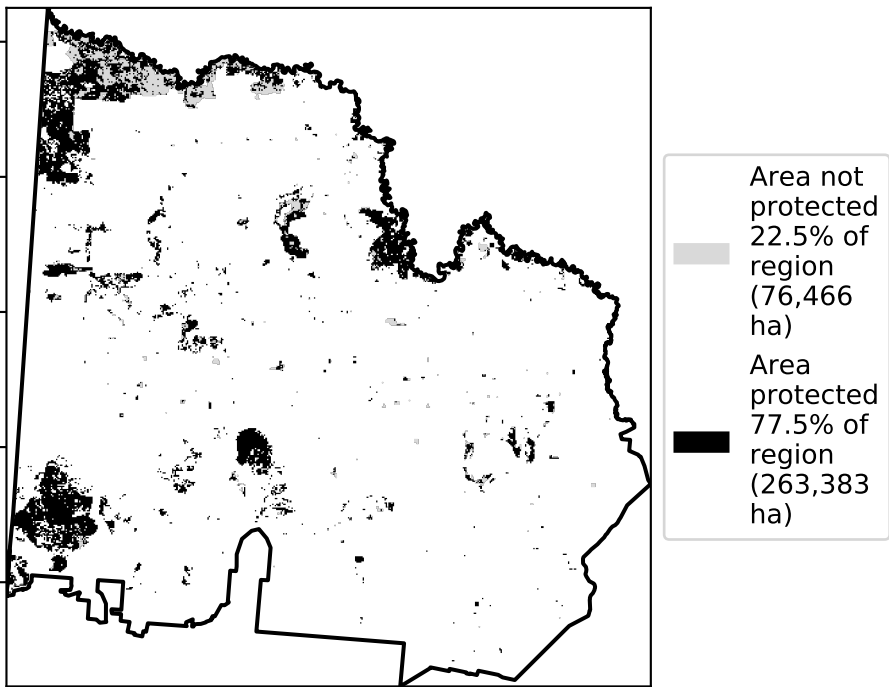 Area not
protected
22.5% of
region
(76,466
ha)
Area
protected
77.5% of
region
(263,383
ha)